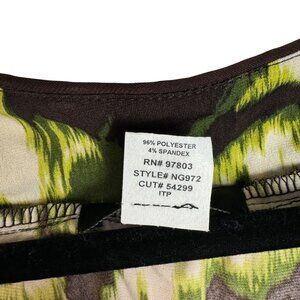 96% POLYESTER
4% SPANDEX
RN# 97803
STYLE# NG972
CUT# 54299
ITP